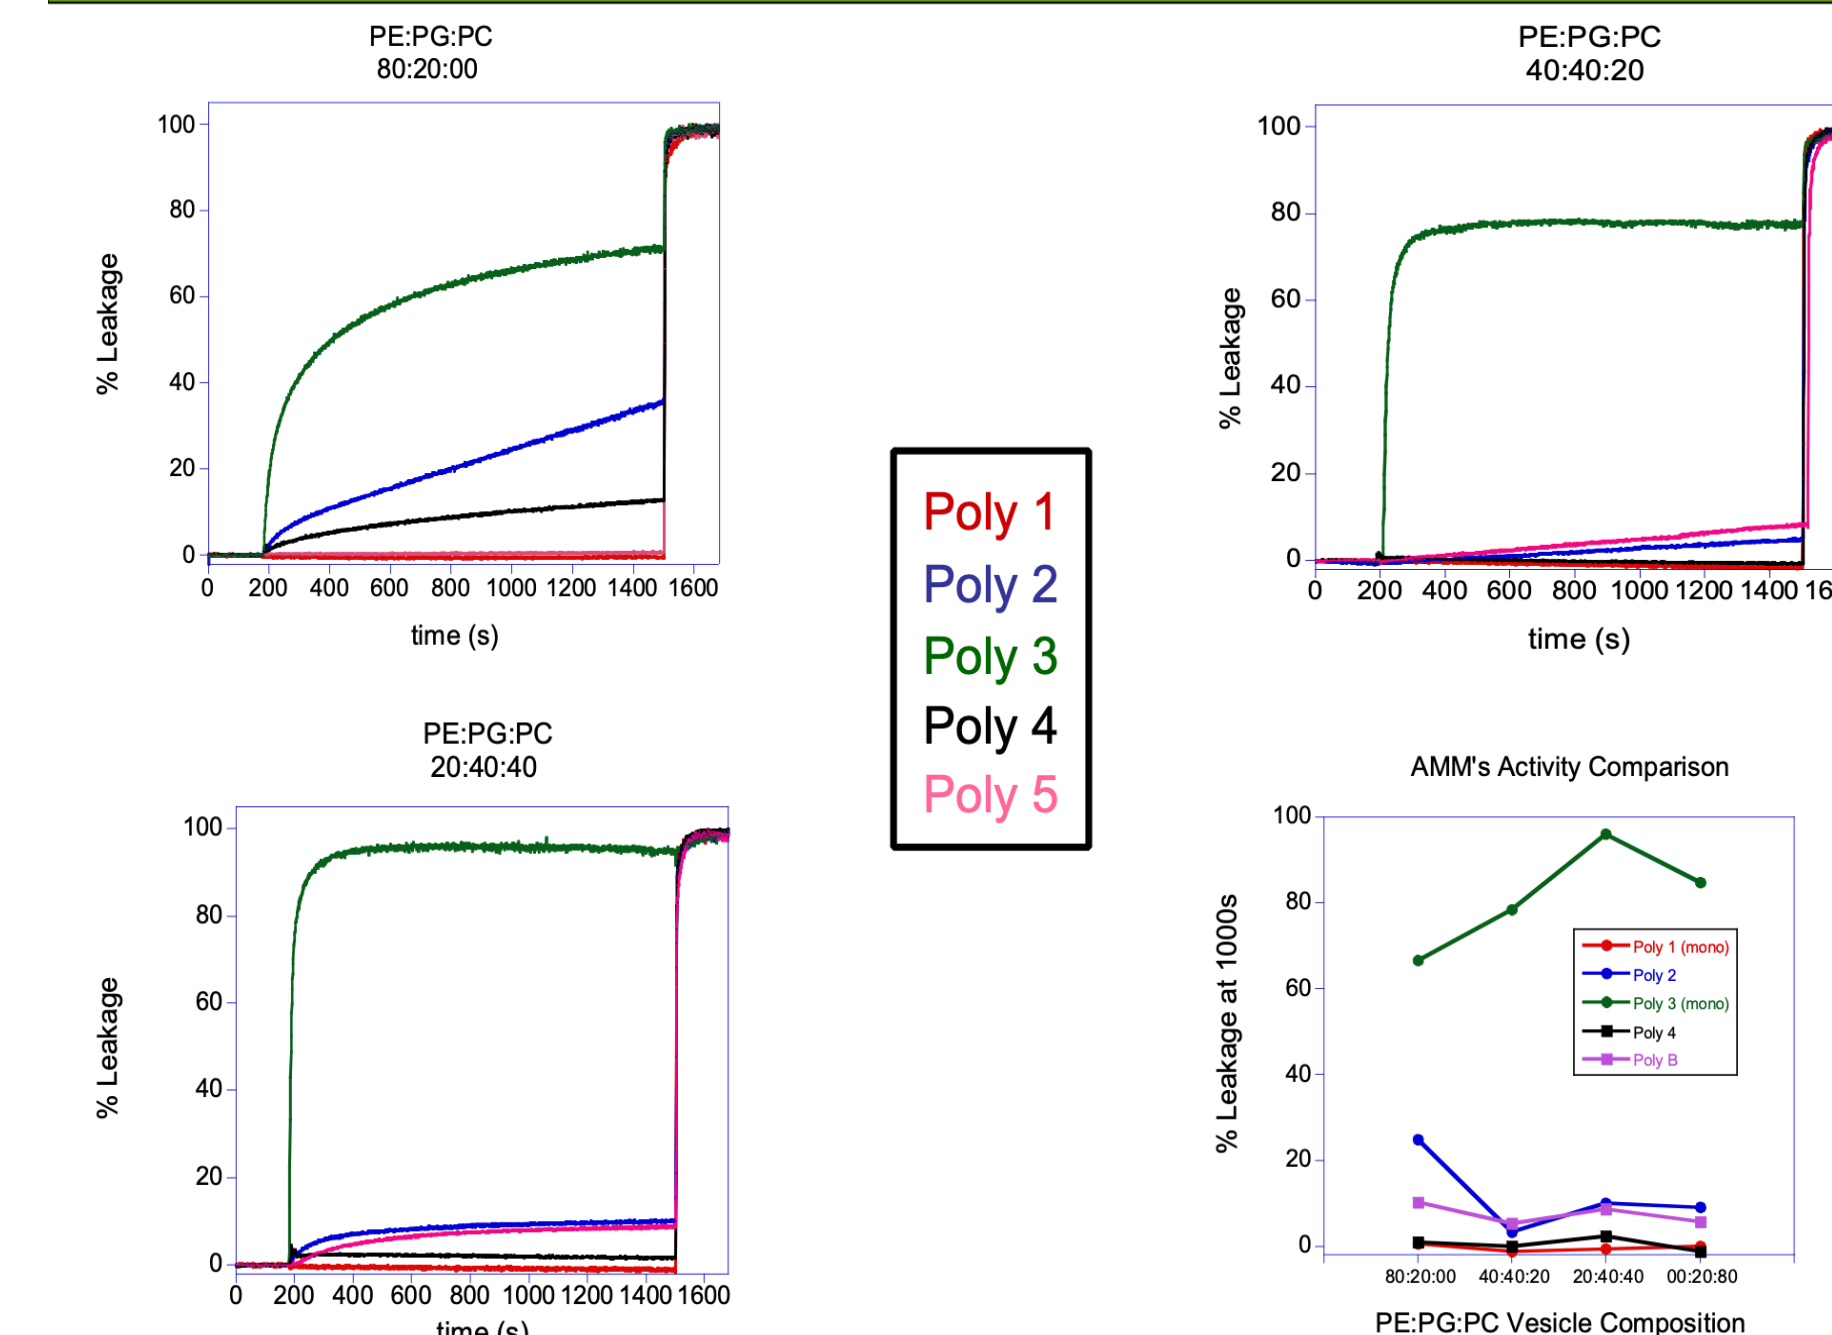 PE:PG:PC
80:20:00
% Leakage
100
80
60
40
20
0
0 200 400 600 800 1000 1200 1400 1600
time (s)
PE:PG:PC
40:40:20
% Leakage
100
80
60
40
20
0
0 200 400 600 800 1000 1200 1400 16
time (s)
Poly 1
Poly 2
Poly 3
Poly 4
Poly 5
PE:PG:PC
20:40:40
% Leakage
100
80
60
40
20
0
0 200 400 600 800 1000 1200 1400 1600
time (s)
AMM's Activity Comparison
% Leakage at 1000s
100
80
60
40
20
0
Poly 1 (mono)
Poly 2
Poly 3 (mono)
Poly 4
Poly B
80:20:00 40:40:20 20:40:40 00:20:80
PE:PG:PC Vesicle Composition